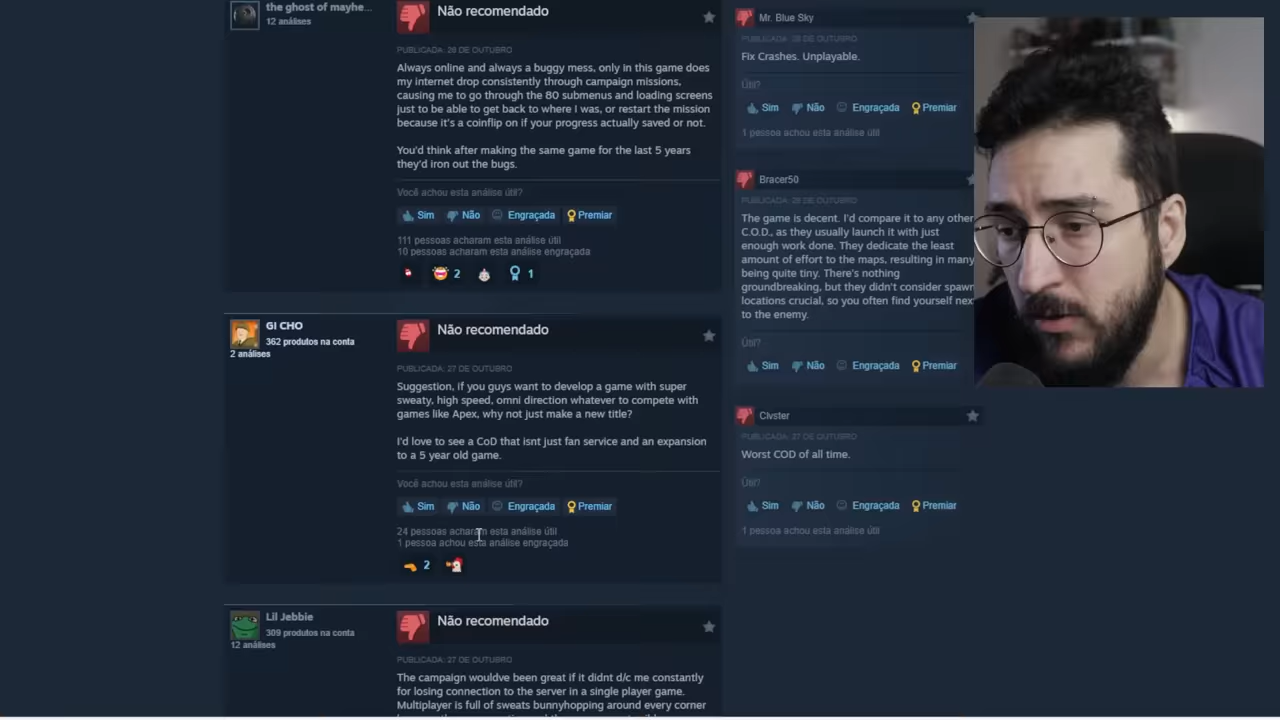 the ghost of mayhe...
12 análises
Não recomendado
PUBLICADA: 26 DE OUTUBRO
Always online and always a buggy mess, only in this game does
my internet drop consistently through campaign missions,
causing me to go through the 80 submenus and loading screens
just to be able to get back to where I was, or restart the mission
because it's a coinflip on if your progress actually saved or not.
You'd think after making the same game for the last 5 years
they'd iron out the bugs.
Você achou esta análise útil?
Sim Não Engraçada Premiar
111 pessoas acharam esta análise útil
10 pessoas acharam esta análise engraçada
2 1
GI CHO
362 produtos na conta
2 análises
Não recomendado
PUBLICADA: 27 DE OUTUBRO
Suggestion, if you guys want to develop a game with super
sweaty, high speed, omni direction whatever to compete with
games like Apex, why not just make a new title?
I'd love to see a CoD that isnt just fan service and an expansion
to a 5 year old game.
Você achou esta análise útil?
Sim Não Engraçada Premiar
24 pessoas acharam esta análise útil
1 pessoa achou esta análise engraçada
2
Lil Jebbie
309 produtos na conta
12 análises
Não recomendado
PUBLICADA: 27 DE OUTUBRO
The campaign wouldve been great if it didnt d/c me constantly
for losing connection to the server in a single player game.
Multiplayer is full of sweats bunnyhopping around every corner
Mr. Blue Sky
PUBLICADA: 28 DE OUTUBRO
Fix Crashes. Unplayable.
Útil?
Sim Não Engraçada Premiar
1 pessoa achou esta análise útil
Bracer50
PUBLICADA: 28 DE OUTUBRO
The game is decent. I'd compare it to any other
C.O.D., as they usually launch it with just
enough work done. They dedicate the least
amount of effort to the maps, resulting in many
being quite tiny. There's nothing
groundbreaking, but they didn't consider spawn
locations crucial, so you often find yourself
to the enemy.
Útil?
Sim Não Engraçada Premiar
Clvster
PUBLICADA: 27 DE OUTUBRO
Worst COD of all time.
Útil?
Sim Não Engraçada Premiar
1 pessoa achou esta análise útil